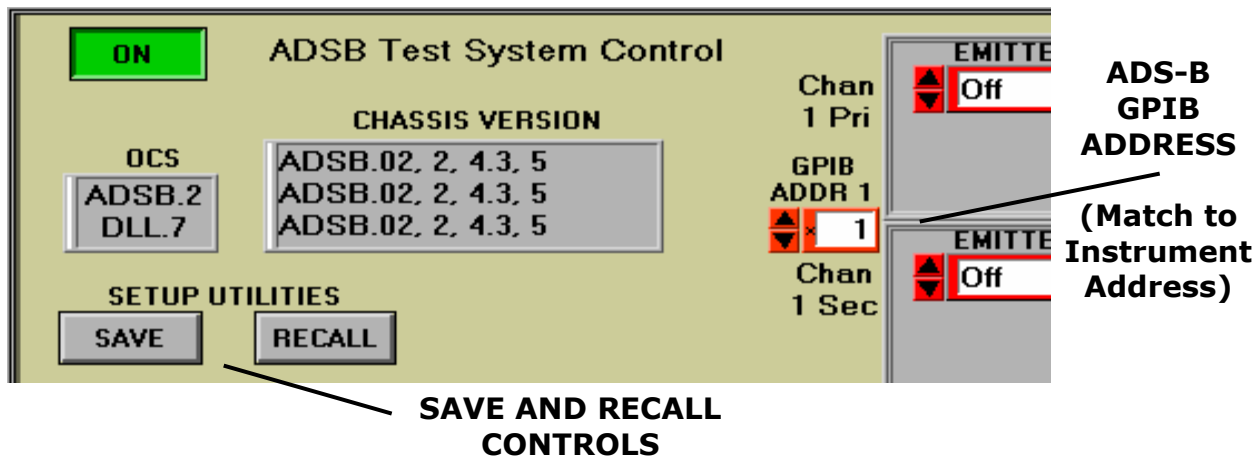 ON
ADSB Test System Control
CHASSIS VERSION
ADSB.02, 2, 4.3, 5
ADSB.02, 2, 4.3, 5
ADSB.02, 2, 4.3, 5
OCS
ADSB.2
DLL.7
SETUP UTILITIES
SAVE
RECALL
Chan
1 Pri
GPIB
ADDR 1
× 1
Chan
1 Sec
EMITTE
Off
EMITTE
Off
ADS-B
GPIB
ADDRESS
(Match to
Instrument
Address)
SAVE AND RECALL
CONTROLS